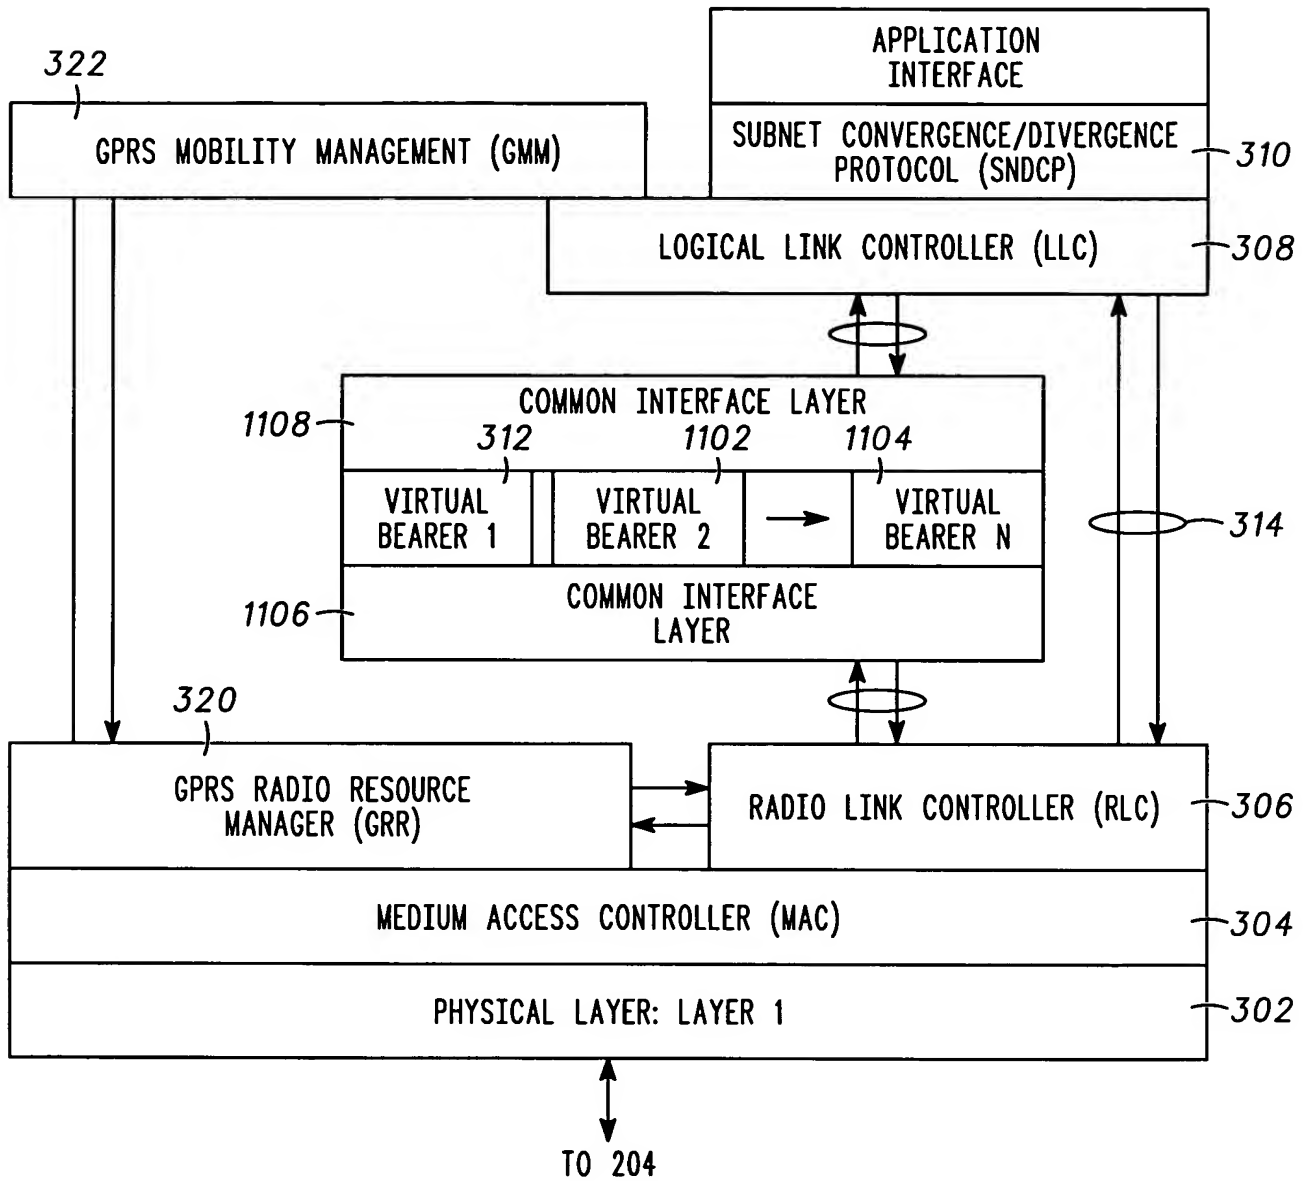 APPLICATION
INTERFACE
322
GPRS MOBILITY MANAGEMENT (GMM)
SUBNET CONVERGENCE/DIVERGENCE
PROTOCOL (SNDCP)
310
LOGICAL LINK CONTROLLER (LLC)
308
COMMON INTERFACE LAYER
1108
312
1102
1104
VIRTUAL
BEARER 1
VIRTUAL
BEARER 2
VIRTUAL
BEARER N
314
COMMON INTERFACE
LAYER
1106
320
GPRS RADIO RESOURCE
MANAGER (GRR)
RADIO LINK CONTROLLER (RLC)
306
MEDIUM ACCESS CONTROLLER (MAC)
304
PHYSICAL LAYER: LAYER 1
302
TO 204